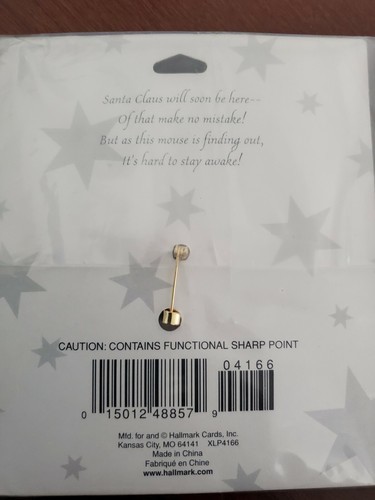 Santa Claus will soon be here--
Of that make no mistake!
But as this mouse is finding out,
It's hard to stay awake!
CAUTION: CONTAINS FUNCTIONAL SHARP POINT
04166
0 15012 48857 9
Mfd. for and © Hallmark Cards, Inc.
Kansas City, MO 64141 XLP4166
Made in China
Fabriqué en Chine
www.hallmark.com